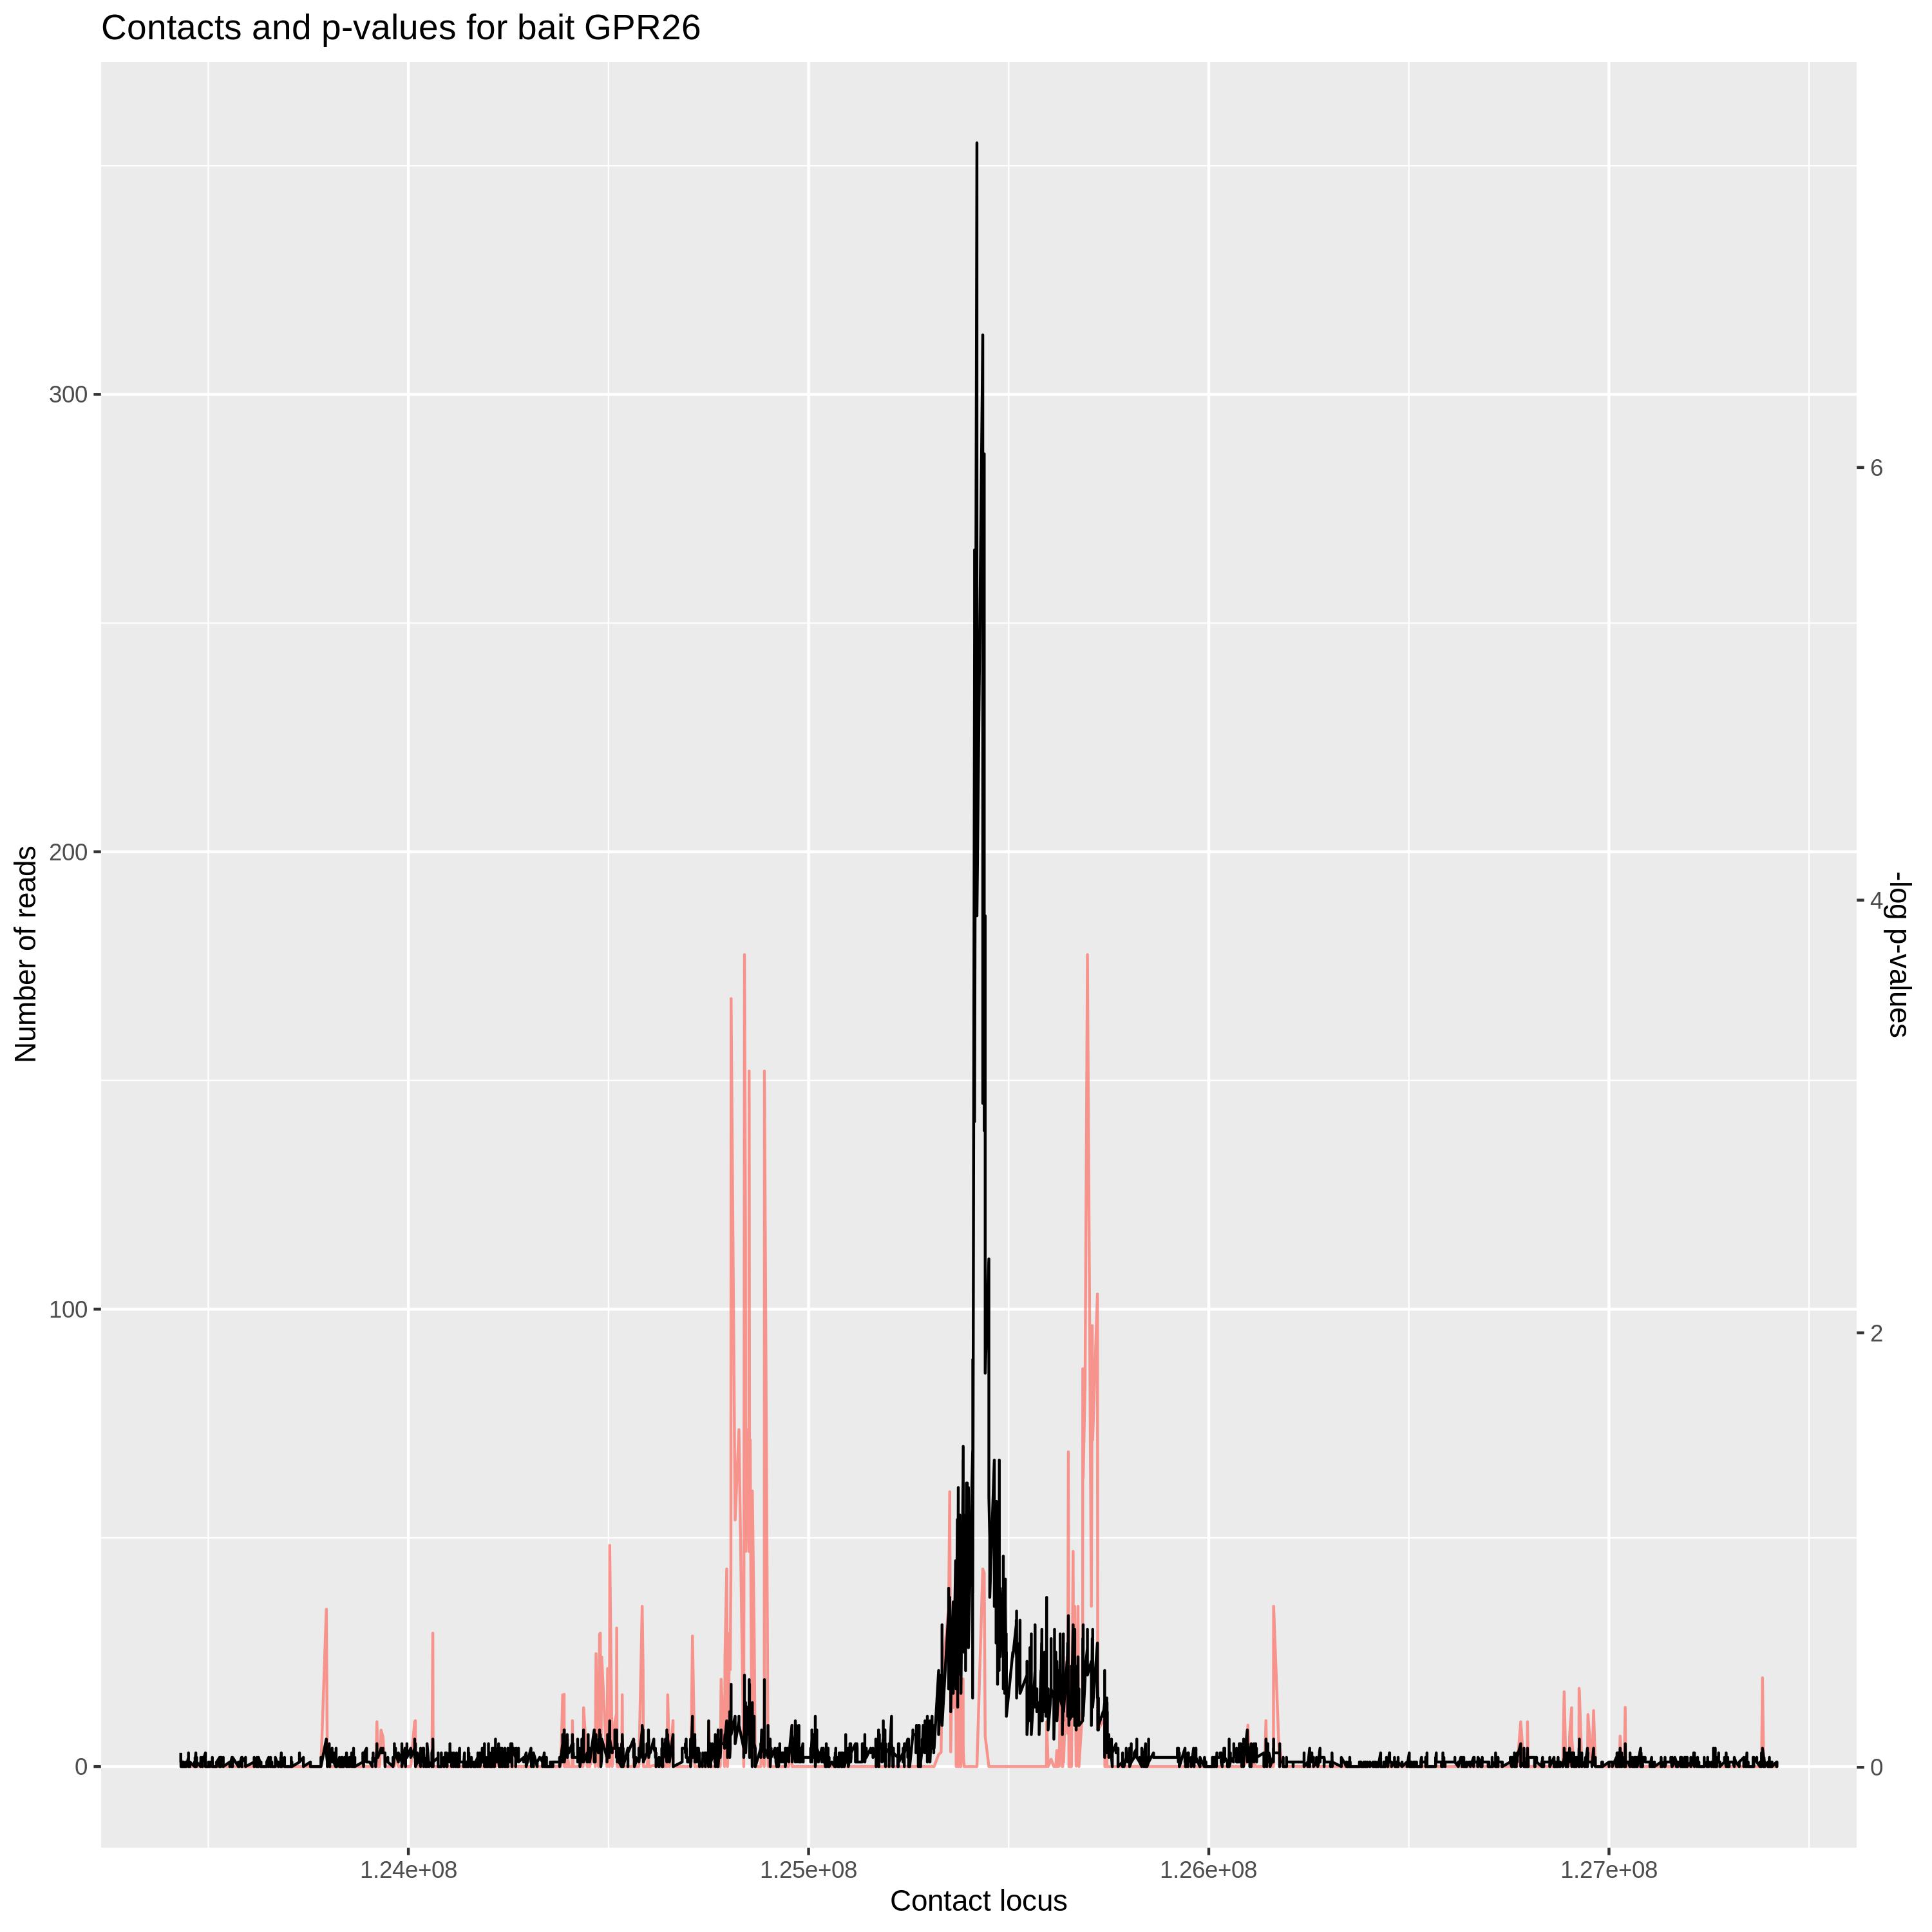 Contacts and p-values for bait GPR26
300
200
100
0
Number of reads
6
4
2
0
-log p-values
1.24e+08
1.25e+08
1.26e+08
1.27e+08
Contact locus